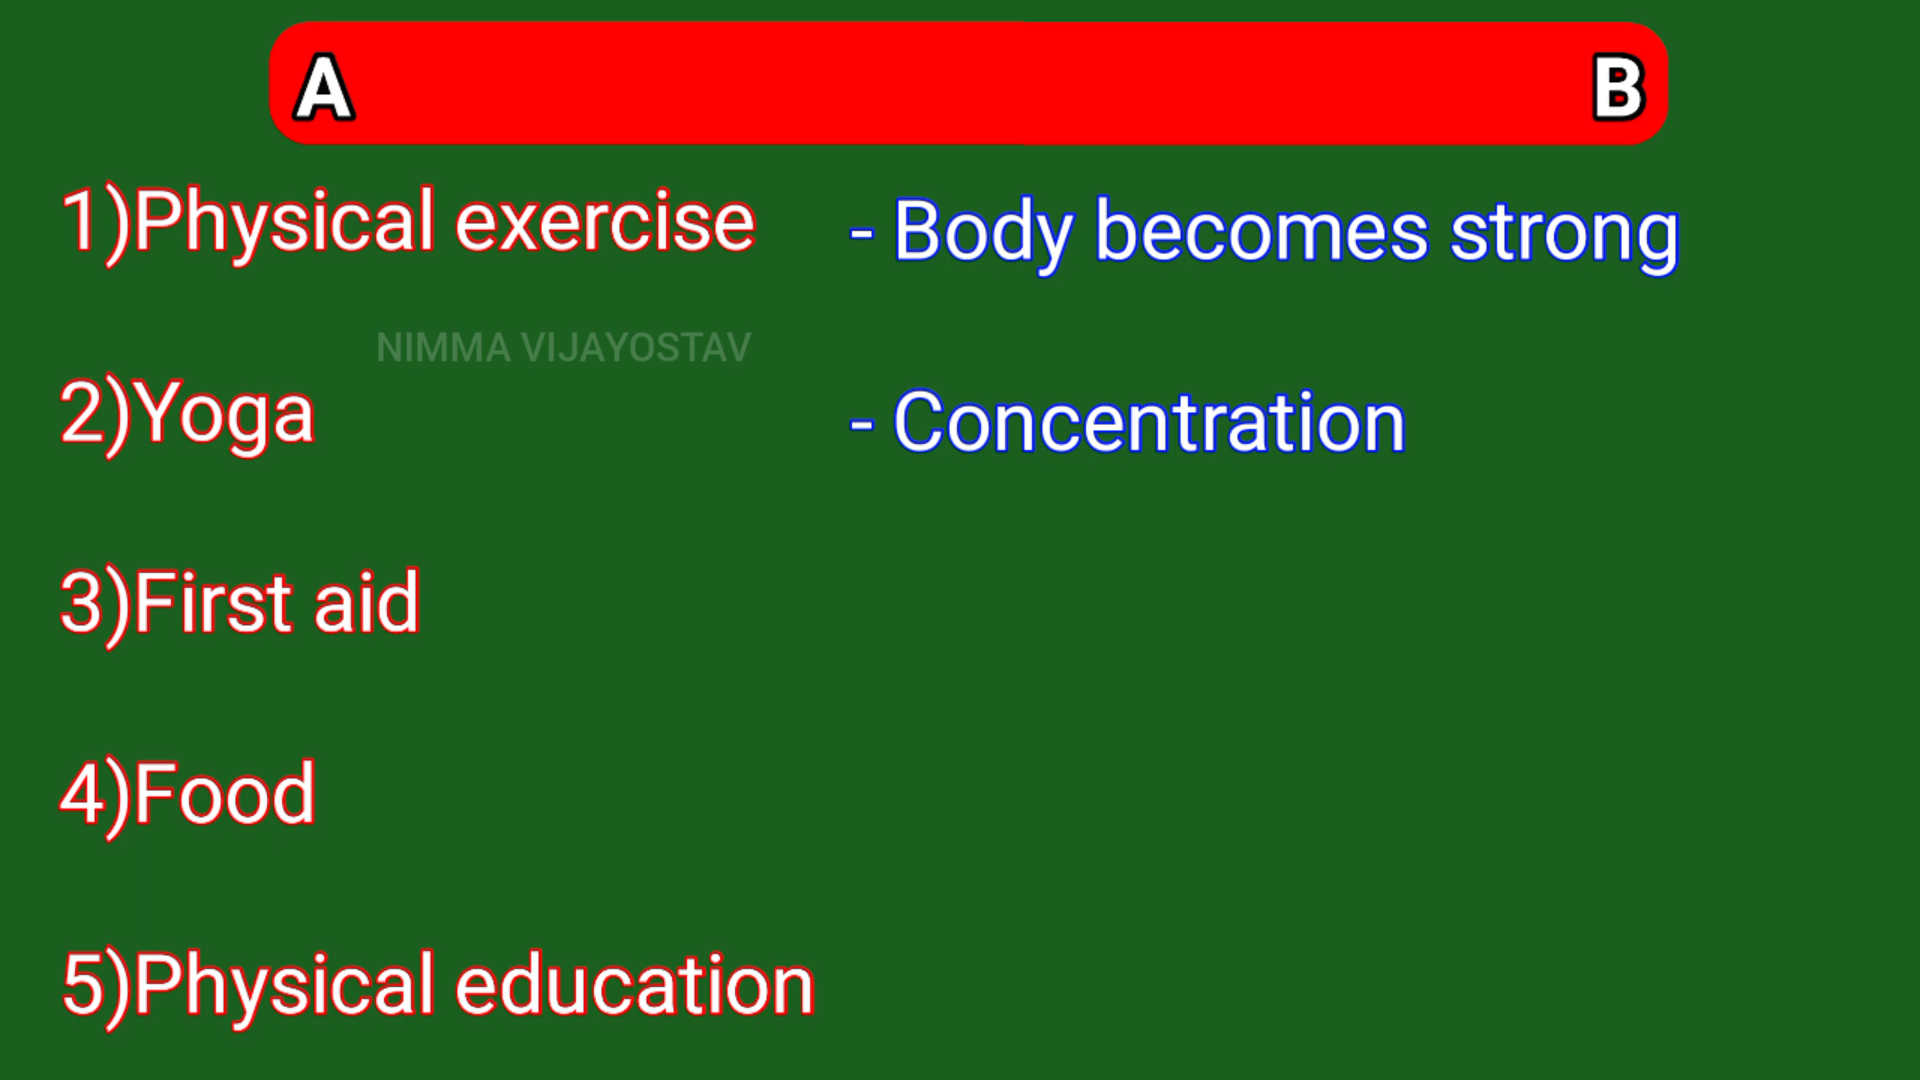 A B
1)Physical exercise - Body becomes strong
NIMMA VIJAYOSTAV
2)Yoga - Concentration
3)First aid
4)Food
5)Physical education